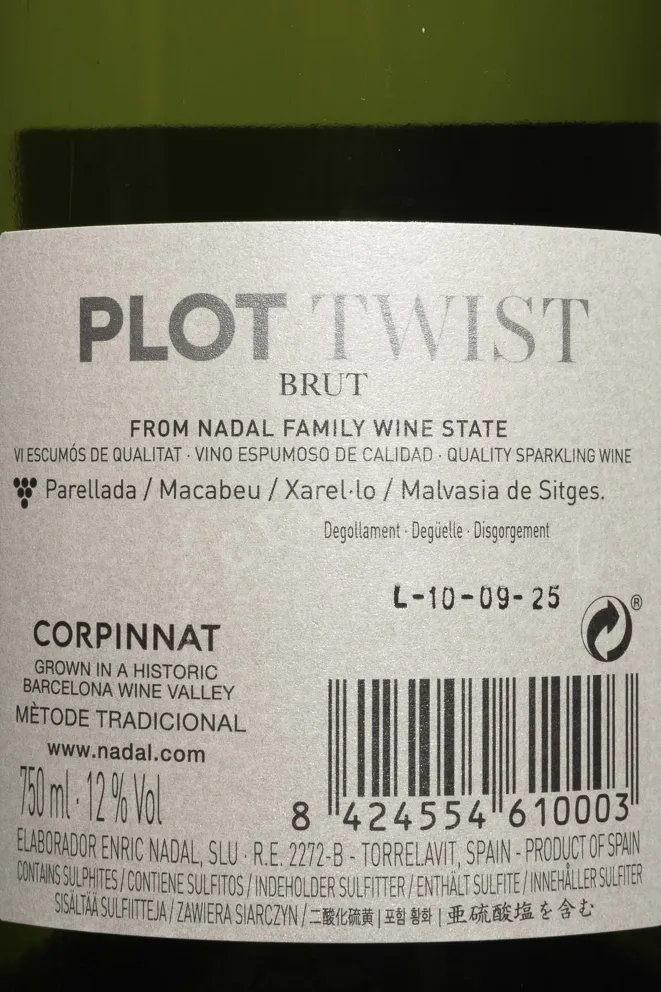 PLOT TWIST
BRUT
FROM NADAL FAMILY WINE STATE
VI ESCUMÓS DE QUALITAT · VINO ESPUMOSO DE CALIDAD · QUALITY SPARKLING WINE
Parellada / Macabeu / Xarel·lo / Malvasia de Sitges.
Degollament · Degüelle · Disgorgement
L-10-09-25
®
CORPINNAT
GROWN IN A HISTORIC
BARCELONA WINE VALLEY
MÈTODE TRADICIONAL
www.nadal.com
750 ml · 12 % Vol
8 424554 610003
ELABORADOR ENRIC NADAL, SLU · R.E. 2272-B - TORRELAVIT, SPAIN - PRODUCT OF SPAIN
CONTAINS SULPHITES / CONTIENE SULFITOS / INDEHOLDER SULFITTER / ENTHÄLT SULFITE / INNEHÅLLER SULFITER
SISÄLTÄÄ SULFIITTEJA / ZAWIERA SIARCZYN / 二酸化硫黄 | 포함 황화 | 亜硫酸塩を含む